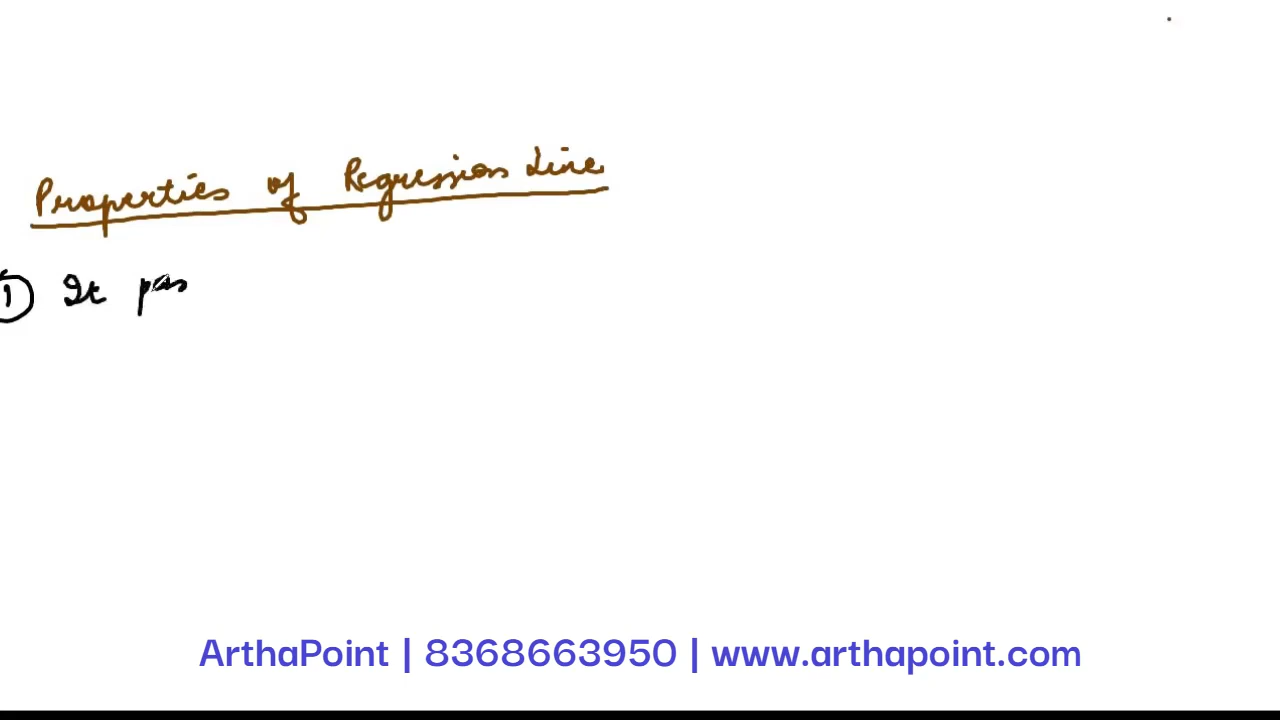 Properties of Regression Line
① It pas
ArthaPoint | 8368663950 | www.arthapoint.com